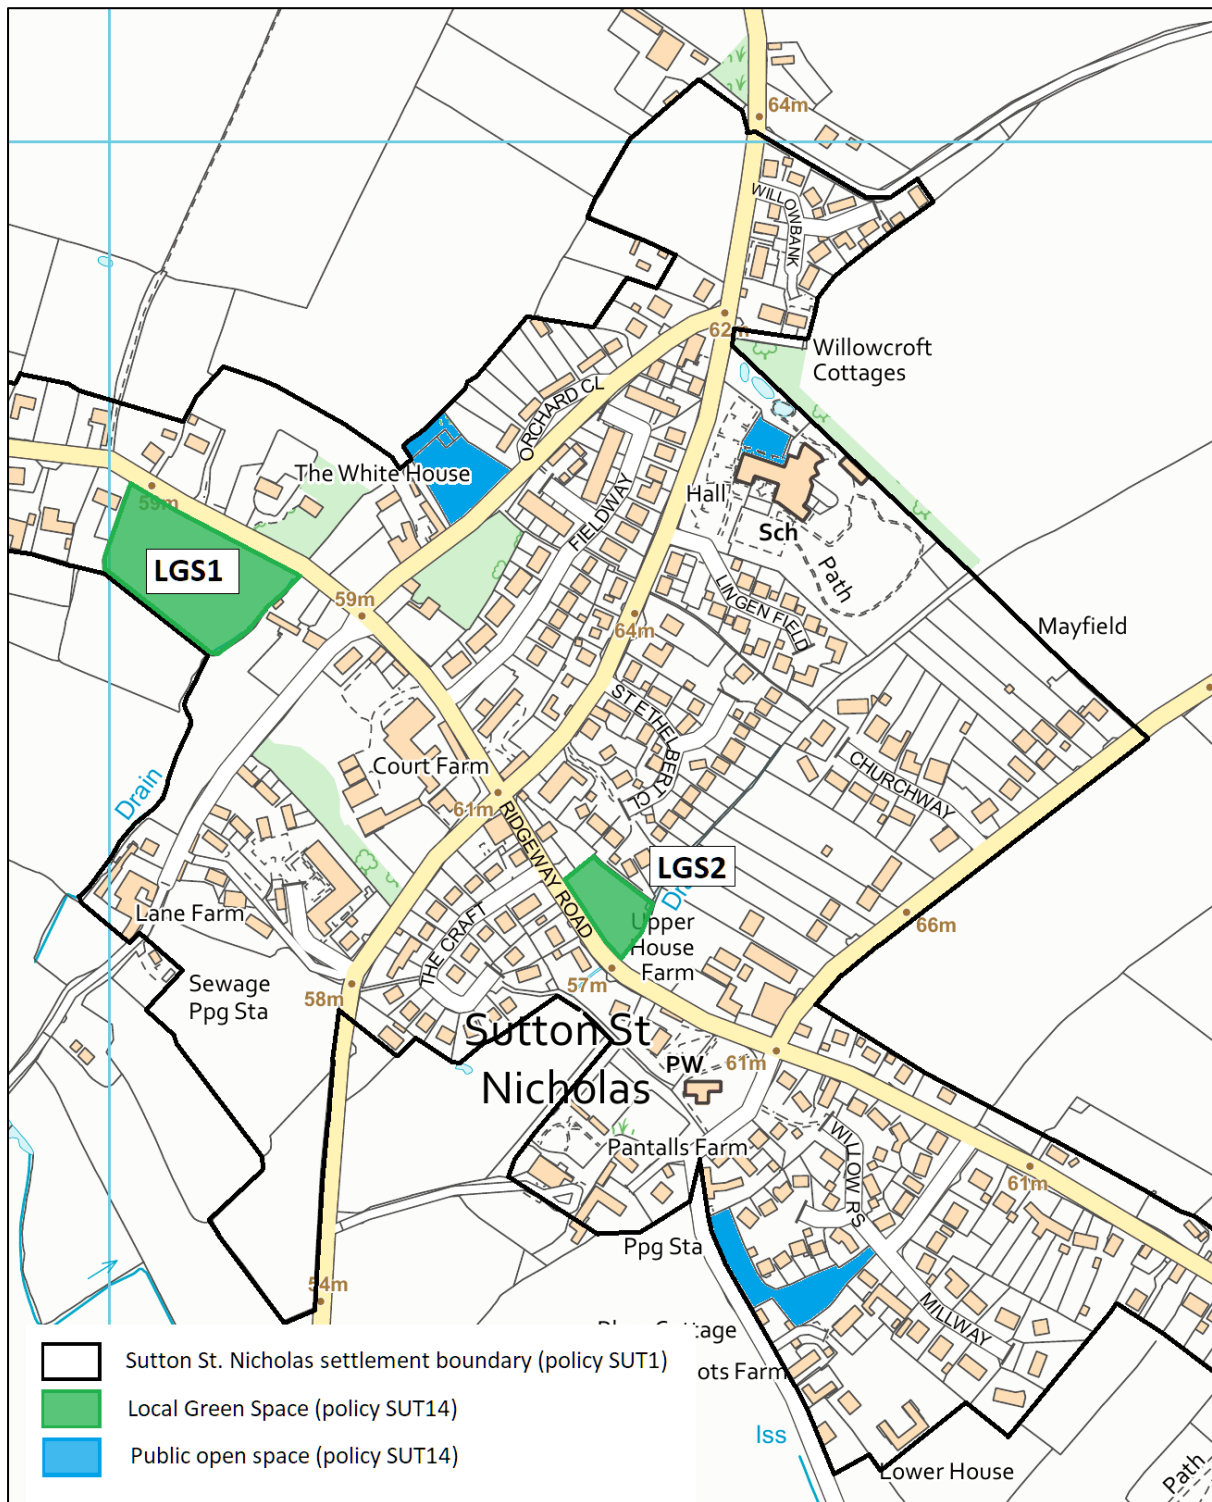 64m
WILLOWBANK
62m
Willowcroft
Cottages
ORCHARD CL
The White House
59m
FIELDWAY
Hall
Sch
Path
LGS1
LINGEN FIELD
59m
64m
Mayfield
ST ETHELBERT CL
Court Farm
CHURCHWAY
Drain
61m
RIDGEWAY ROAD
LGS2
Lane Farm
THE CRAFT
Upper
House
Farm
66m
Sewage
Ppg Sta
58m
57m
Sutton St
Nicholas
PW
61m
Pantalls Farm
WILLOW RS
61m
Ppg Sta
54m
MILLWAY
Cottage
Farm
Iss
Lower House
Path
Sutton St. Nicholas settlement boundary (policy SUT1)
Local Green Space (policy SUT14)
Public open space (policy SUT14)